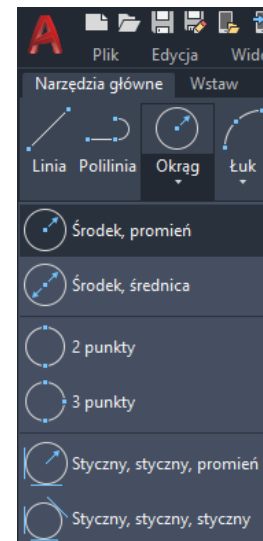 Plik Edycja
Narzędzia główne Wstaw
Linia Polilinia Okrąg Łuk
Środek, promień
Środek, średnica
2 punkty
3 punkty
Styczny, styczny, promień
Styczny, styczny, styczny